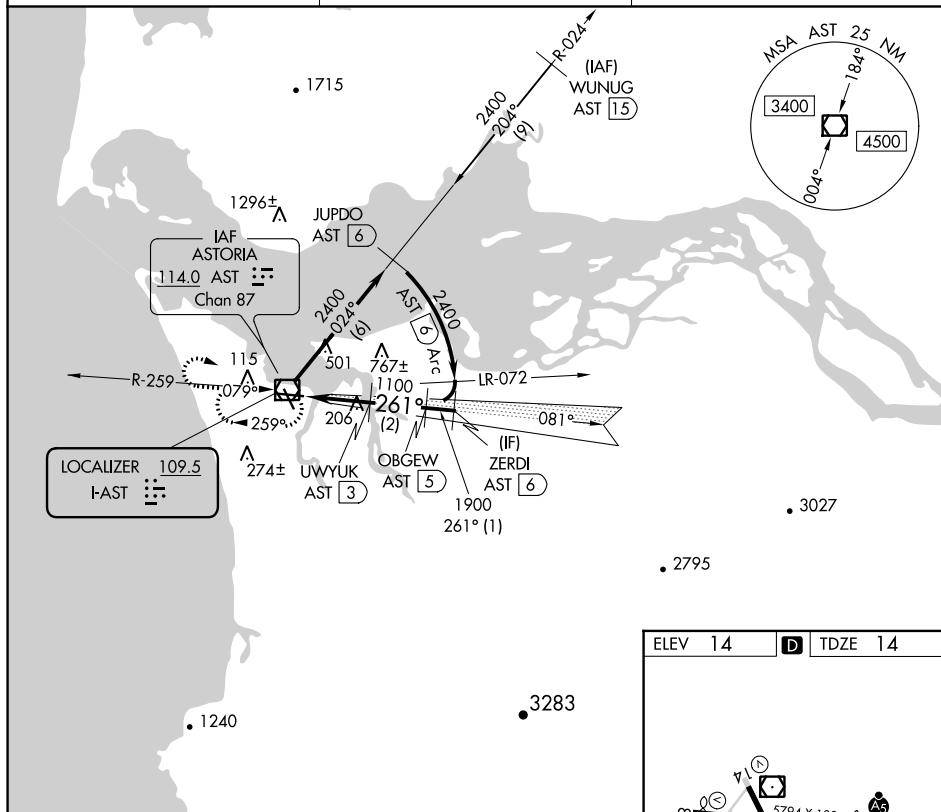 1715
R-024
(IAF)
WUNUG
AST 15
2400
204°
(9)
MSA AST 25 NM
184°
3400
4500
004°
1296±
JUPDO
AST 6
IAF
ASTORIA
114.0 AST
Chan 87
2400
024°
(6)
2400
AST 6 Arc
501
767±
115
R-259
079°
1100
LR-072
259°
206
261°
(2)
081°
274±
UWYUK
AST 3
OBGEW
AST 5
(IF)
ZERDI
AST 6
LOCALIZER 109.5
I-AST
1900
261° (1)
3027
2795
3283
1240
ELEV 14
D
TDZE 14
14
V
V
8
A5